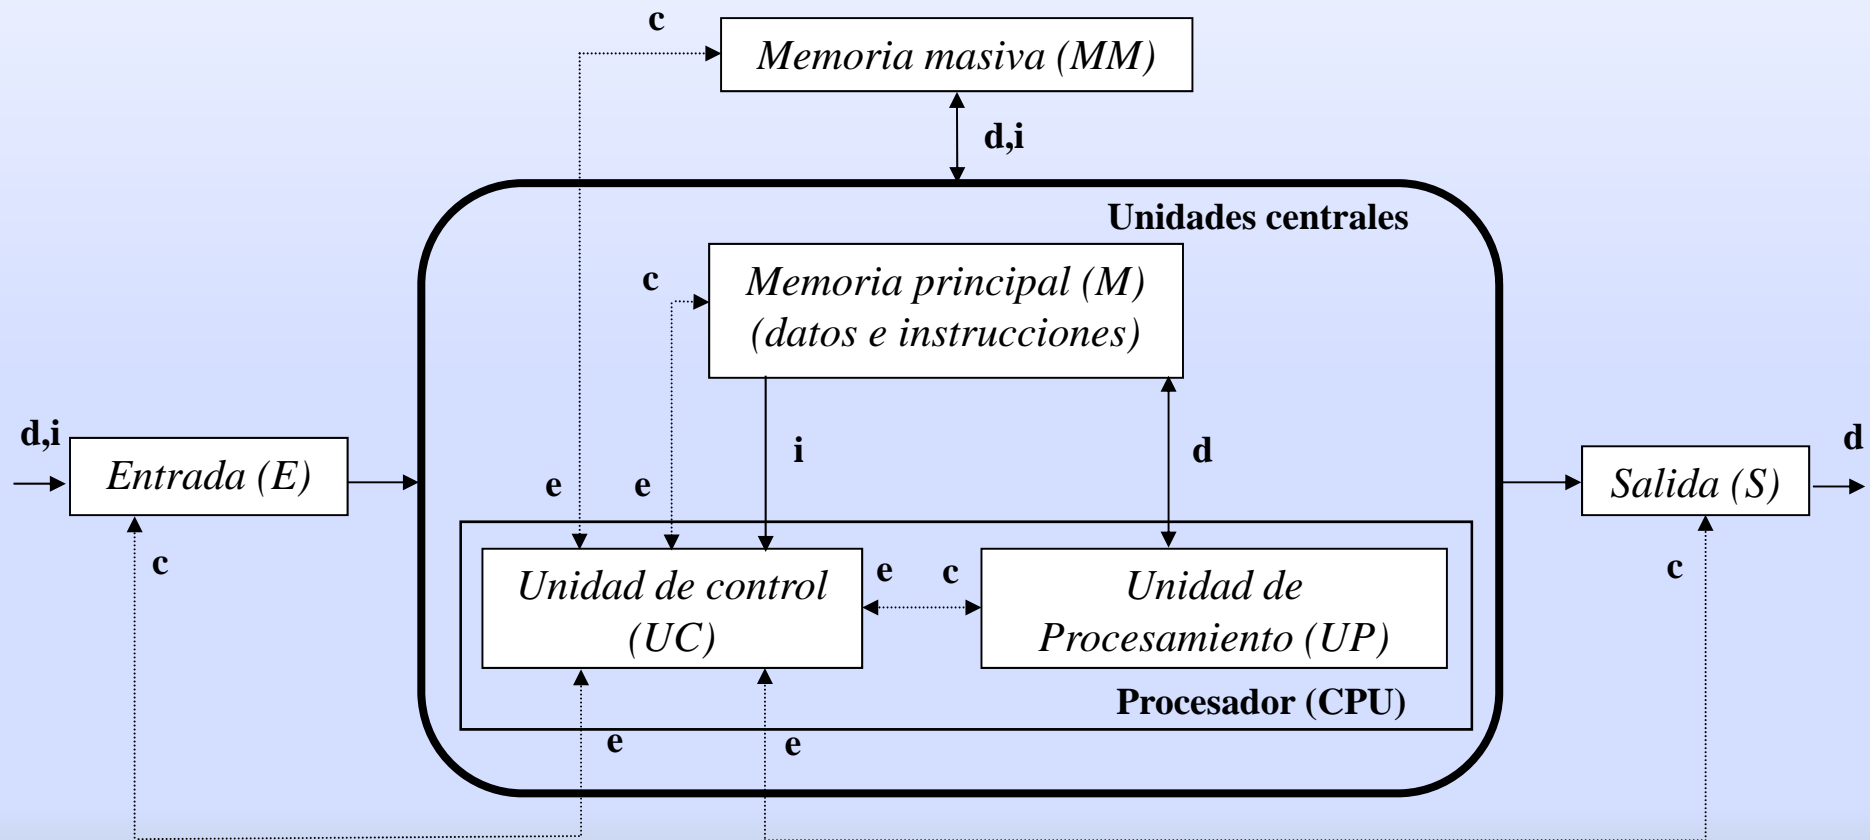 c
Memoria masiva (MM)
d,i
Unidades centrales
c
Memoria principal (M)
(datos e instrucciones)
d,i
Entrada (E)
i
d
d
Salida (S)
e
e
c
c
Unidad de control
(UC)
e
c
Unidad de
Procesamiento (UP)
Procesador (CPU)
e
e